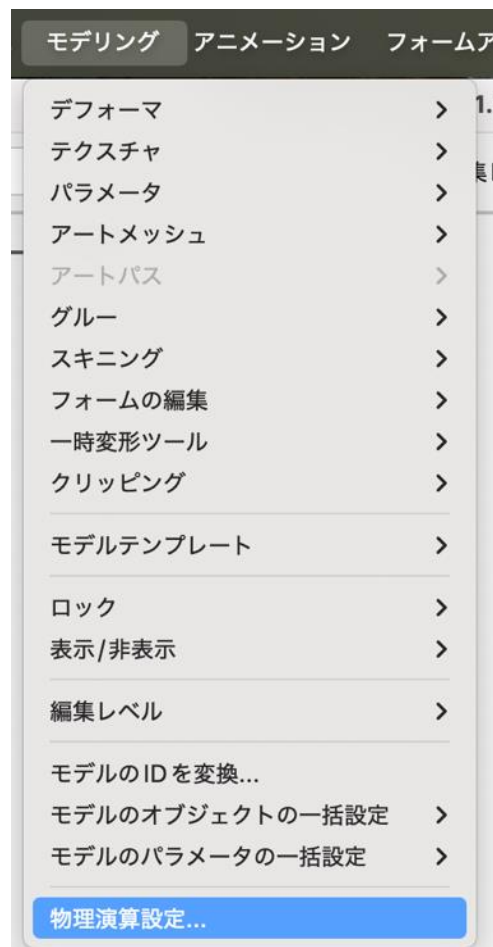 モデリング アニメーション フォームア
デフォーマ
1.
テクスチャ
集
パラメータ
アートメッシュ
アートパス
グルー
スキニング
フォームの編集
一時変形ツール
クリッピング
モデルテンプレート
ロック
表示/非表示
編集レベル
モデルのIDを変換...
モデルのオブジェクトの一括設定
モデルのパラメータの一括設定
物理演算設定...